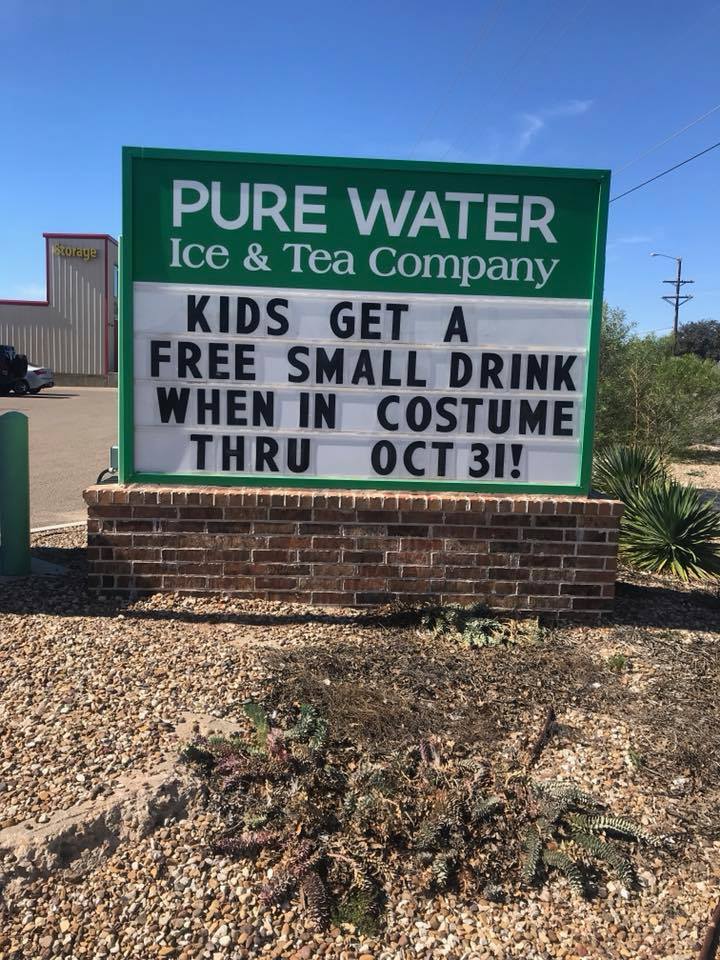 Storage
PURE WATER
Ice & Tea Company
KIDS GET A
FREE SMALL DRINK
WHEN IN COSTUME
THRU OCT 31!